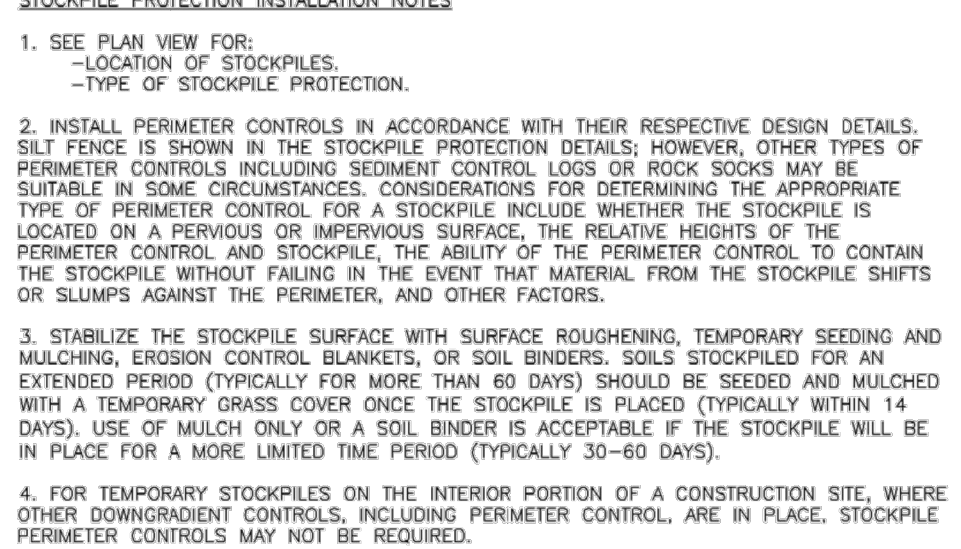 STOCKPILE PROTECTION INSTALLATION NOTES
1. SEE PLAN VIEW FOR:
-LOCATION OF STOCKPILES.
-TYPE OF STOCKPILE PROTECTION.
2. INSTALL PERIMETER CONTROLS IN ACCORDANCE WITH THEIR RESPECTIVE DESIGN DETAILS.
SILT FENCE IS SHOWN IN THE STOCKPILE PROTECTION DETAILS; HOWEVER, OTHER TYPES OF
PERIMETER CONTROLS INCLUDING SEDIMENT CONTROL LOGS OR ROCK SOCKS MAY BE
SUITABLE IN SOME CIRCUMSTANCES. CONSIDERATIONS FOR DETERMINING THE APPROPRIATE
TYPE OF PERIMETER CONTROL FOR A STOCKPILE INCLUDE WHETHER THE STOCKPILE IS
LOCATED ON A PERVIOUS OR IMPERVIOUS SURFACE, THE RELATIVE HEIGHTS OF THE
PERIMETER CONTROL AND STOCKPILE, THE ABILITY OF THE PERIMETER CONTROL TO CONTAIN
THE STOCKPILE WITHOUT FAILING IN THE EVENT THAT MATERIAL FROM THE STOCKPILE SHIFTS
OR SLUMPS AGAINST THE PERIMETER, AND OTHER FACTORS.
3. STABILIZE THE STOCKPILE SURFACE WITH SURFACE ROUGHENING, TEMPORARY SEEDING AND
MULCHING, EROSION CONTROL BLANKETS, OR SOIL BINDERS. SOILS STOCKPILED FOR AN
EXTENDED PERIOD (TYPICALLY FOR MORE THAN 60 DAYS) SHOULD BE SEEDED AND MULCHED
WITH A TEMPORARY GRASS COVER ONCE THE STOCKPILE IS PLACED (TYPICALLY WITHIN 14
DAYS). USE OF MULCH ONLY OR A SOIL BINDER IS ACCEPTABLE IF THE STOCKPILE WILL BE
IN PLACE FOR A MORE LIMITED TIME PERIOD (TYPICALLY 30-60 DAYS).
4. FOR TEMPORARY STOCKPILES ON THE INTERIOR PORTION OF A CONSTRUCTION SITE, WHERE
OTHER DOWNGRADIENT CONTROLS, INCLUDING PERIMETER CONTROL, ARE IN PLACE, STOCKPILE
PERIMETER CONTROLS MAY NOT BE REQUIRED.